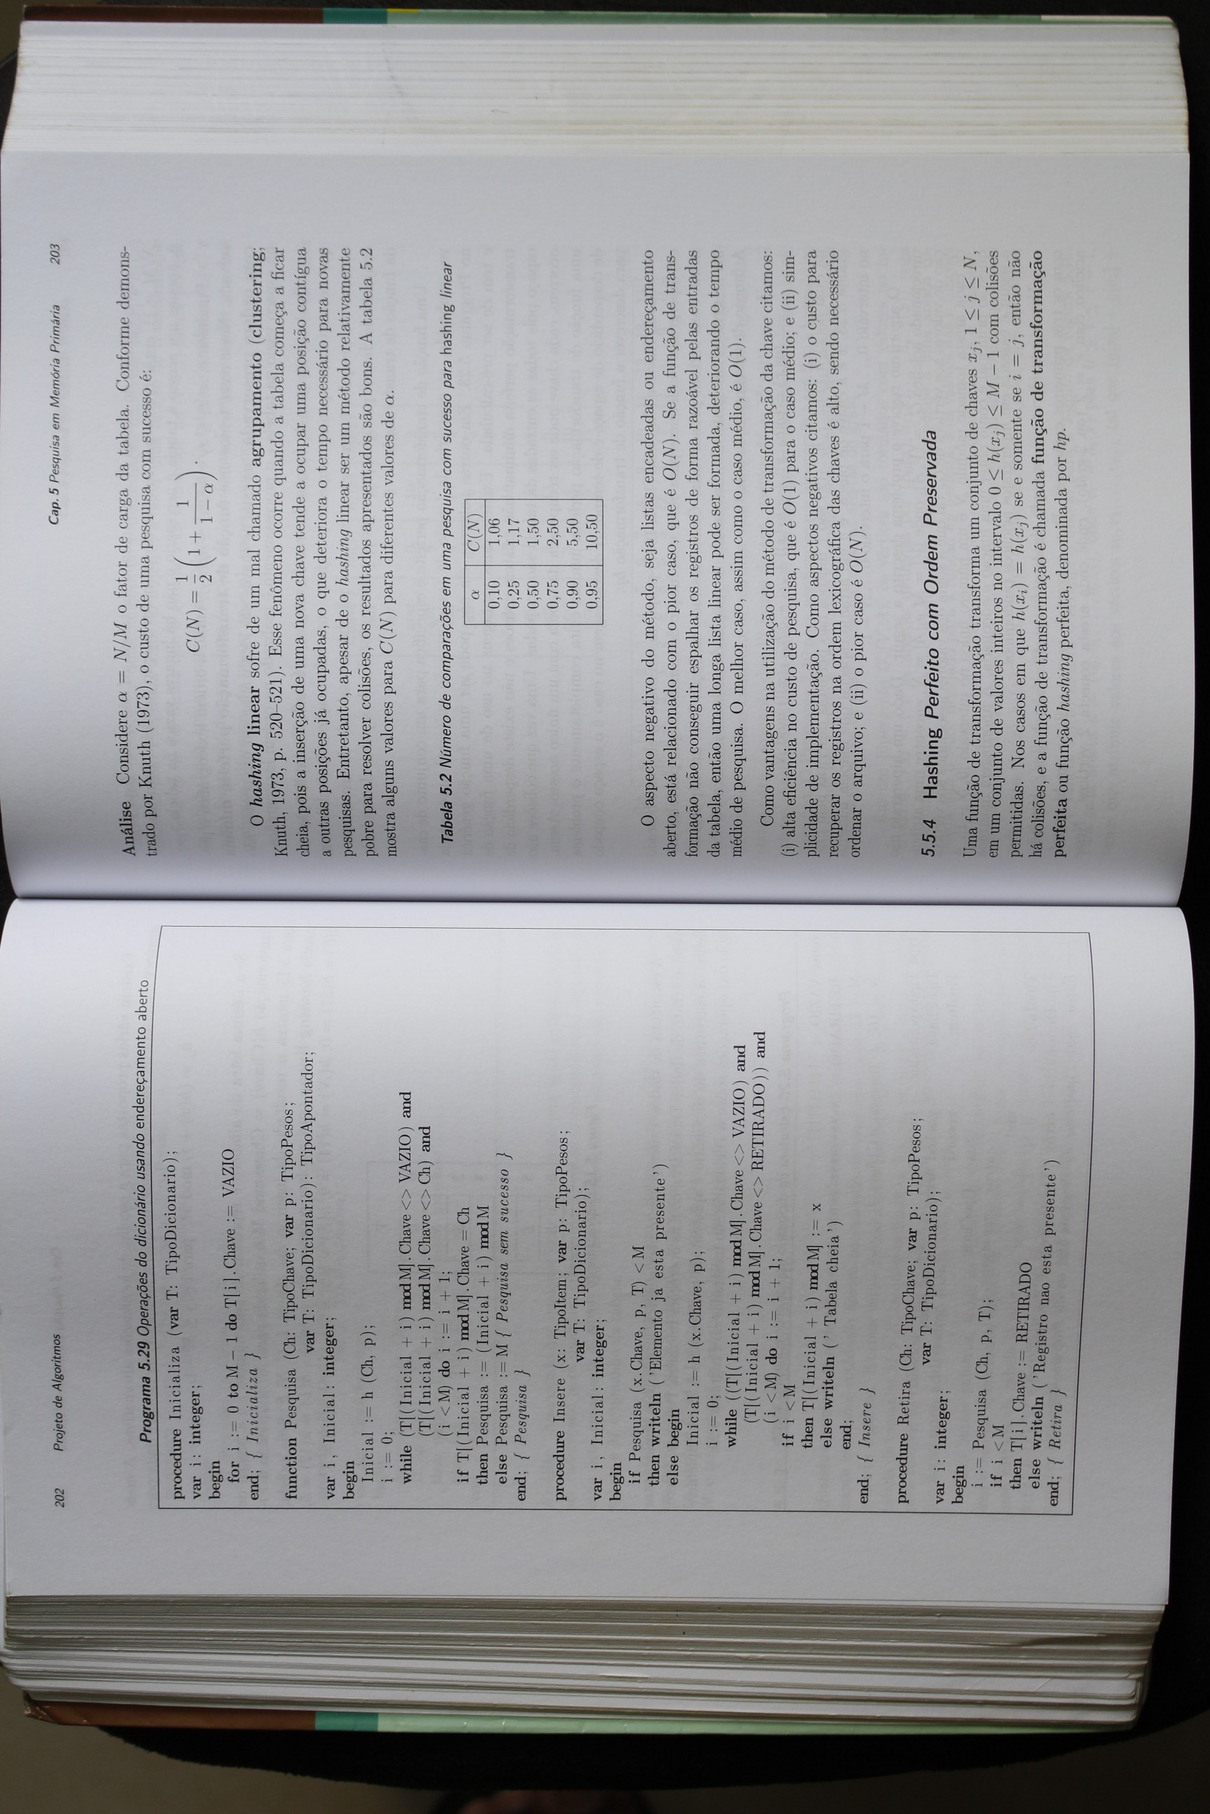 202 Projeto de Algoritmos
Programa 5.29 Operações do dicionário usando endereçamento aberto
procedure Inicializa (var T: TipoDicionario);
var i: integer;
begin
for i := 0 to M − 1 do T[i].Chave := VAZIO
end; { Inicializa }
function Pesquisa (Ch: TipoChave; var p: TipoPesos;
var T: TipoDicionario): TipoApontador;
var i, Inicial: integer;
begin
Inicial := h (Ch, p);
i := 0;
while (T[(Inicial + i) mod M].Chave <> VAZIO) and
(T[(Inicial + i) mod M].Chave <> Ch) and
(i < M) do i := i + 1;
if T[(Inicial + i) mod M].Chave = Ch
then Pesquisa := (Inicial + i) mod M
else Pesquisa := M { Pesquisa sem sucesso }
end; { Pesquisa }
procedure Insere (x: TipoItem; var p: TipoPesos;
var T: TipoDicionario);
var i, Inicial: integer;
begin
if Pesquisa (x.Chave, p, T) < M
then writeln ('Elemento ja esta presente')
else begin
Inicial := h (x.Chave, p);
i := 0;
while ((T[(Inicial + i) mod M].Chave <> VAZIO) and
(T[(Inicial + i) mod M].Chave <> RETIRADO)) and
(i < M) do i := i + 1;
if i < M
then T[(Inicial + i) mod M] := x
else writeln (' Tabela cheia')
end;
end; { Insere }
procedure Retira (Ch: TipoChave; var p: TipoPesos;
var T: TipoDicionario);
var i: integer;
begin
i := Pesquisa (Ch, p, T);
if i < M
then T[i].Chave := RETIRADO
else writeln ('Registro nao esta presente')
end; { Retira }
Cap. 5 Pesquisa em Memória Primária 203
Análise Considere α = N/M o fator de carga da tabela. Conforme demons-
trado por Knuth (1973), o custo de uma pesquisa com sucesso é:
C(N) = 1/2 (1 + 1/(1 − α)).
O hashing linear sofre de um mal chamado agrupamento (clustering;
Knuth, 1973, p. 520–521). Esse fenômeno ocorre quando a tabela começa a ficar
cheia, pois a inserção de uma nova chave tende a ocupar uma posição contígua
a outras posições já ocupadas, o que deteriora o tempo necessário para novas
pesquisas. Entretanto, apesar de o hashing linear ser um método relativamente
pobre para resolver colisões, os resultados apresentados são bons. A tabela 5.2
mostra alguns valores para C(N) para diferentes valores de α.
Tabela 5.2 Número de comparações em uma pesquisa com sucesso para hashing linear
α C(N)
0,10 1,06
0,25 1,17
0,50 1,50
0,75 2,50
0,90 5,50
0,95 10,50
O aspecto negativo do método, seja listas encadeadas ou endereçamento
aberto, está relacionado com o pior caso, que é O(N). Se a função de trans-
formação não conseguir espalhar os registros de forma razoável pelas entradas
da tabela, então uma longa lista linear pode ser formada, deteriorando o tempo
médio de pesquisa. O melhor caso, assim como o caso médio, é O(1).
Como vantagens na utilização do método de transformação da chave citamos:
(i) alta eficiência no custo de pesquisa, que é O(1) para o caso médio; e (ii) sim-
plicidade de implementação. Como aspectos negativos citamos: (i) o custo para
recuperar os registros na ordem lexicográfica das chaves é alto, sendo necessário
ordenar o arquivo; e (ii) o pior caso é O(N).
5.5.4 Hashing Perfeito com Ordem Preservada
Uma função de transformação transforma um conjunto de chaves xj, 1 ≤ j ≤ N,
em um conjunto de valores inteiros no intervalo 0 ≤ h(xj) ≤ M − 1 com colisões
permitidas. Nos casos em que h(xi) = h(xj) se e somente se i = j, então não
há colisões, e a função de transformação é chamada função de transformação
perfeita ou função hashing perfeita, denominada por hp.